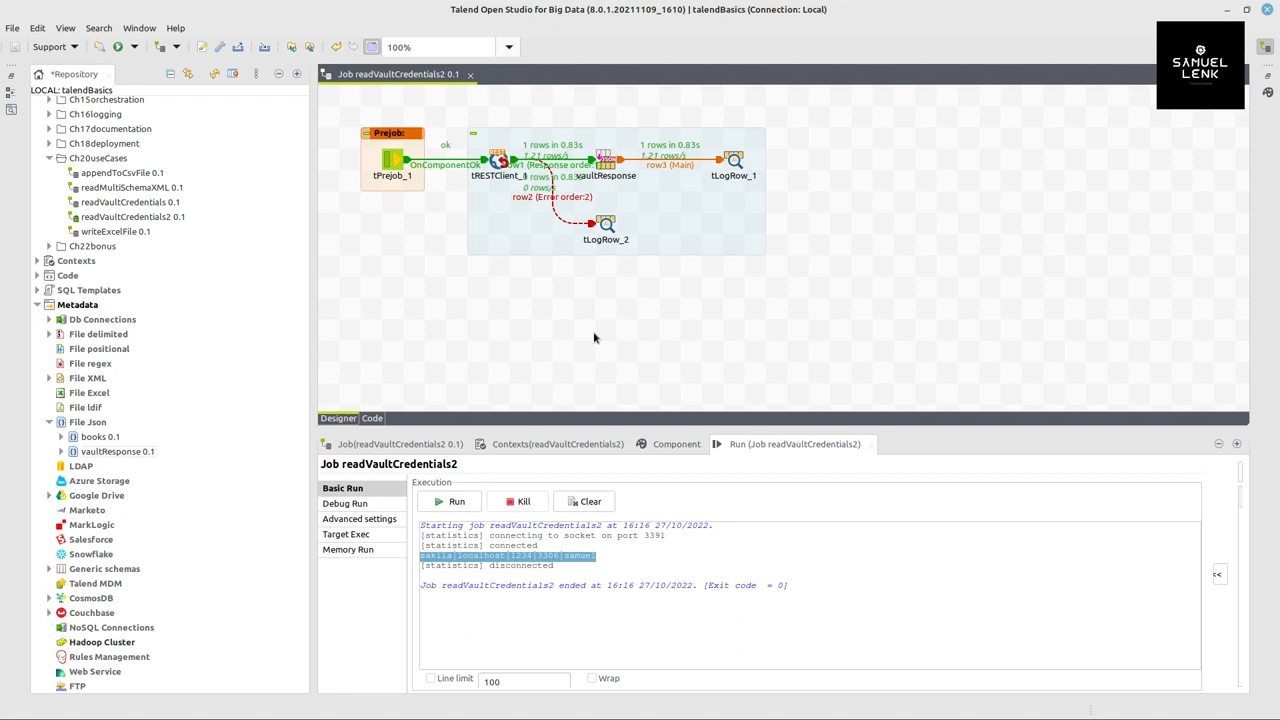 Talend Open Studio for Big Data (8.0.1.20211109_1610) | talendBasics (Connection: Local)
File Edit View Search Window Help
Support
100%
SAMUEL
LENK
*Repository
LOCAL: talendBasics
Ch15orchestration
Ch16logging
Ch17documentation
Ch18deployment
Ch20useCases
appendToCsvFile 0.1
readMultiSchemaXML 0.1
readVaultCredentials 0.1
readVaultCredentials2 0.1
writeExcelFile 0.1
Ch22bonus
Contexts
Code
SQL Templates
Metadata
Db Connections
File delimited
File positional
File regex
File XML
File Excel
File ldif
File Json
books 0.1
vaultResponse 0.1
LDAP
Azure Storage
Google Drive
Marketo
MarkLogic
Salesforce
Snowflake
Generic schemas
Talend MDM
CosmosDB
Couchbase
NoSQL Connections
Hadoop Cluster
Rules Management
Web Service
FTP
Job readVaultCredentials2 0.1
Prejob:
tPrejob_1
ok
OnComponentOk
tRESTClient_1
1 rows in 0.83s
1.21 rows/s
row1 (Response order:
0 rows in 0.83s
0 rows/s
row2 (Error order:2)
vaultResponse
1 rows in 0.83s
1.21 rows/s
row3 (Main)
tLogRow_1
tLogRow_2
Designer Code
Job(readVaultCredentials2 0.1) Contexts(readVaultCredentials2) Component Run (Job readVaultCredentials2)
Job readVaultCredentials2
Basic Run
Debug Run
Advanced settings
Target Exec
Memory Run
Execution
Run Kill Clear
Starting job readVaultCredentials2 at 16:16 27/10/2022.
[statistics] connecting to socket on port 3391
[statistics] connected
sakila|localhost|1234|3306|samuel
[statistics] disconnected
Job readVaultCredentials2 ended at 16:16 27/10/2022. [Exit code = 0]
<<
Line limit 100 Wrap